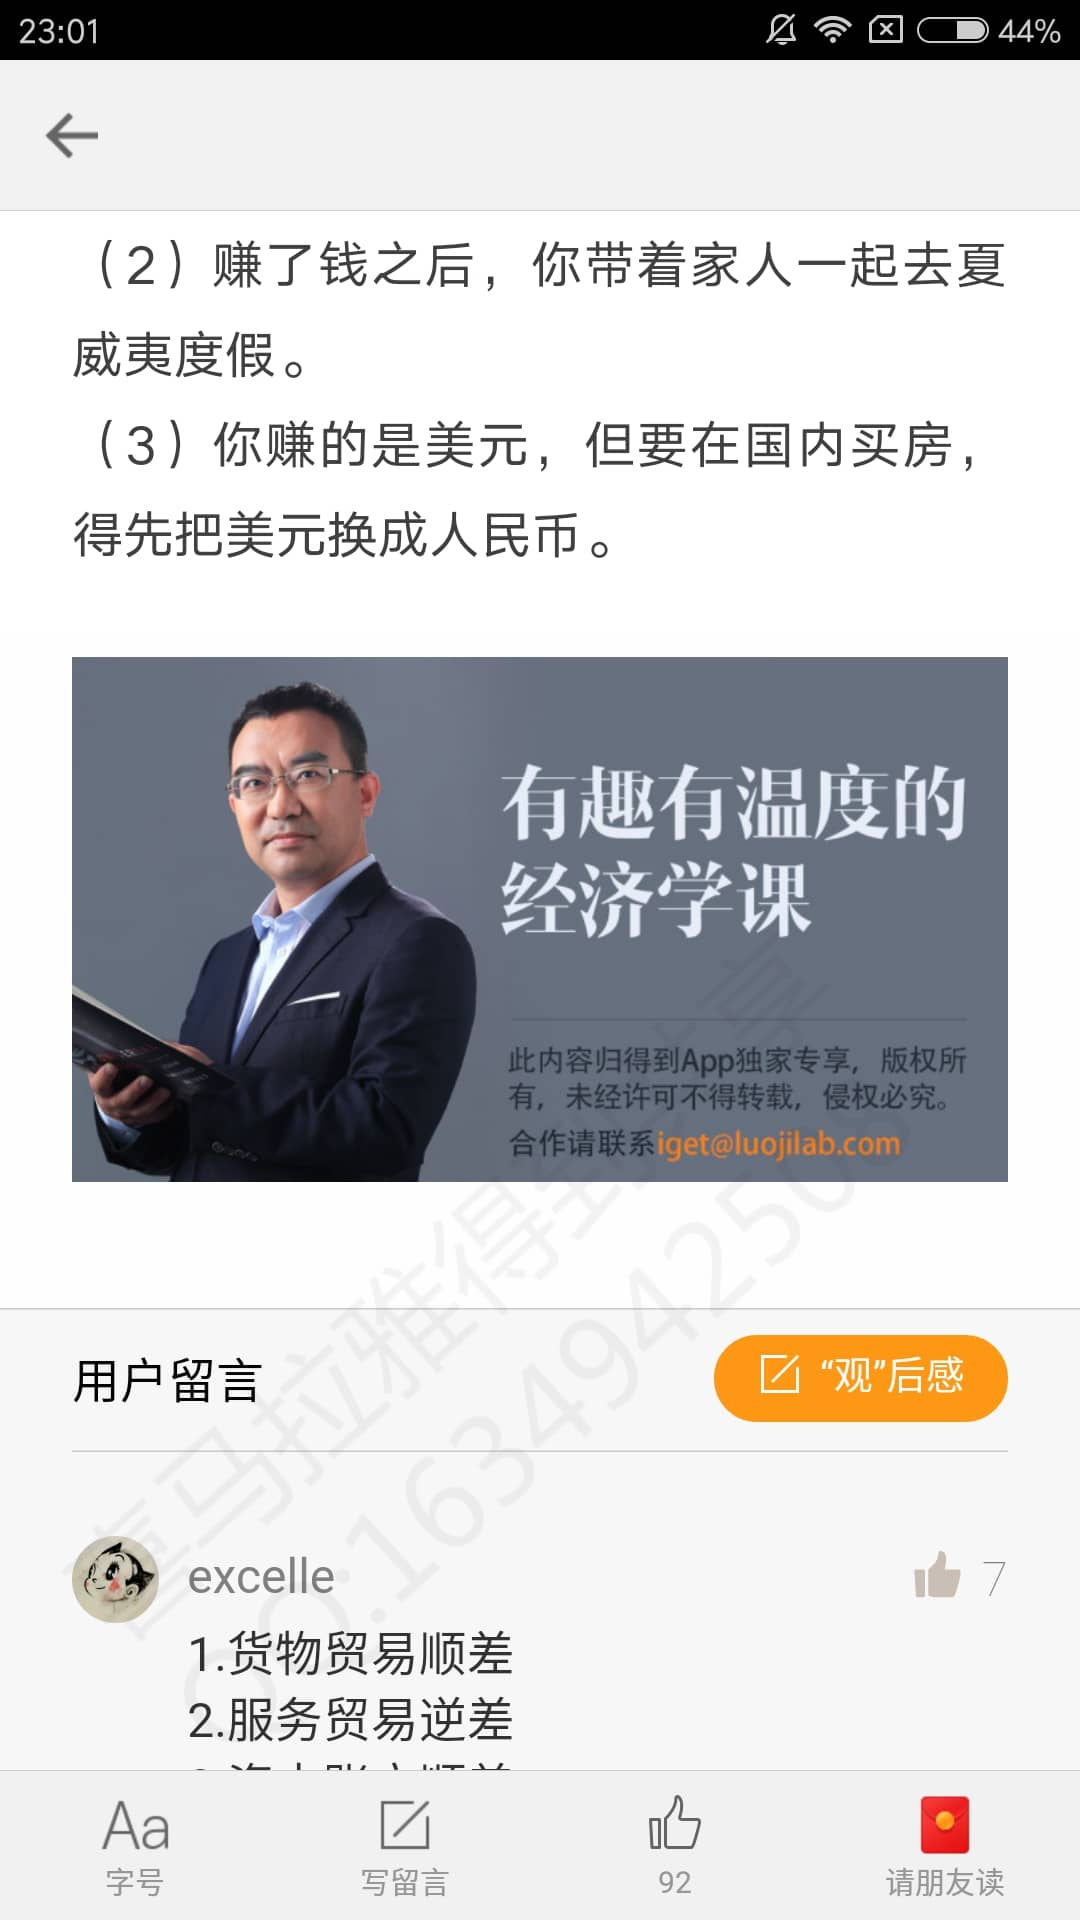 23:01
44%
（2）赚了钱之后，你带着家人一起去夏
威夷度假。
（3）你赚的是美元，但要在国内买房，
得先把美元换成人民币。
有趣有温度的
经济学课
此内容归得到App独家专享，版权所
有，未经许可不得转载，侵权必究。
合作请联系iget@luojilab.com
喜马拉雅得到共享
QQ:1634942508
用户留言
“观”后感
excelle
7
1.货物贸易顺差
2.服务贸易逆差
Aa
字号
写留言
92
请朋友读